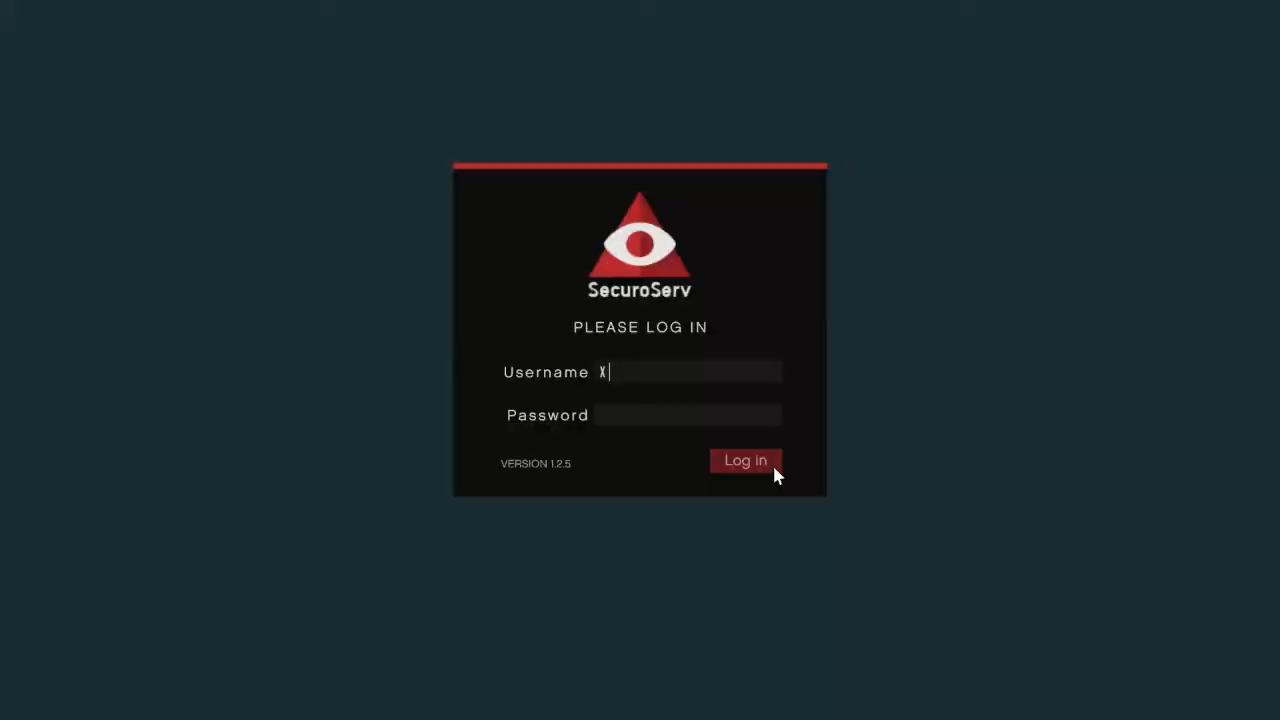 SecuroServ
PLEASE LOG IN
Username X
Password
VERSION 1.2.5
Log in